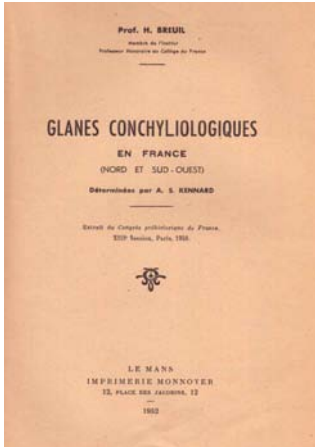 Prof. H. BREUIL
Membre de l'Institut
Professeur Honoraire au Collège de France
GLANES CONCHYLIOLOGIQUES
EN FRANCE
(NORD ET SUD-OUEST)
Déterminées par A. S. KENNARD
Extrait du Congrès préhistorique de France.
XIIIe Session, Paris, 1950.
LE MANS
IMPRIMERIE MONNOYER
12, PLACE DES JACOBINS, 12
1952